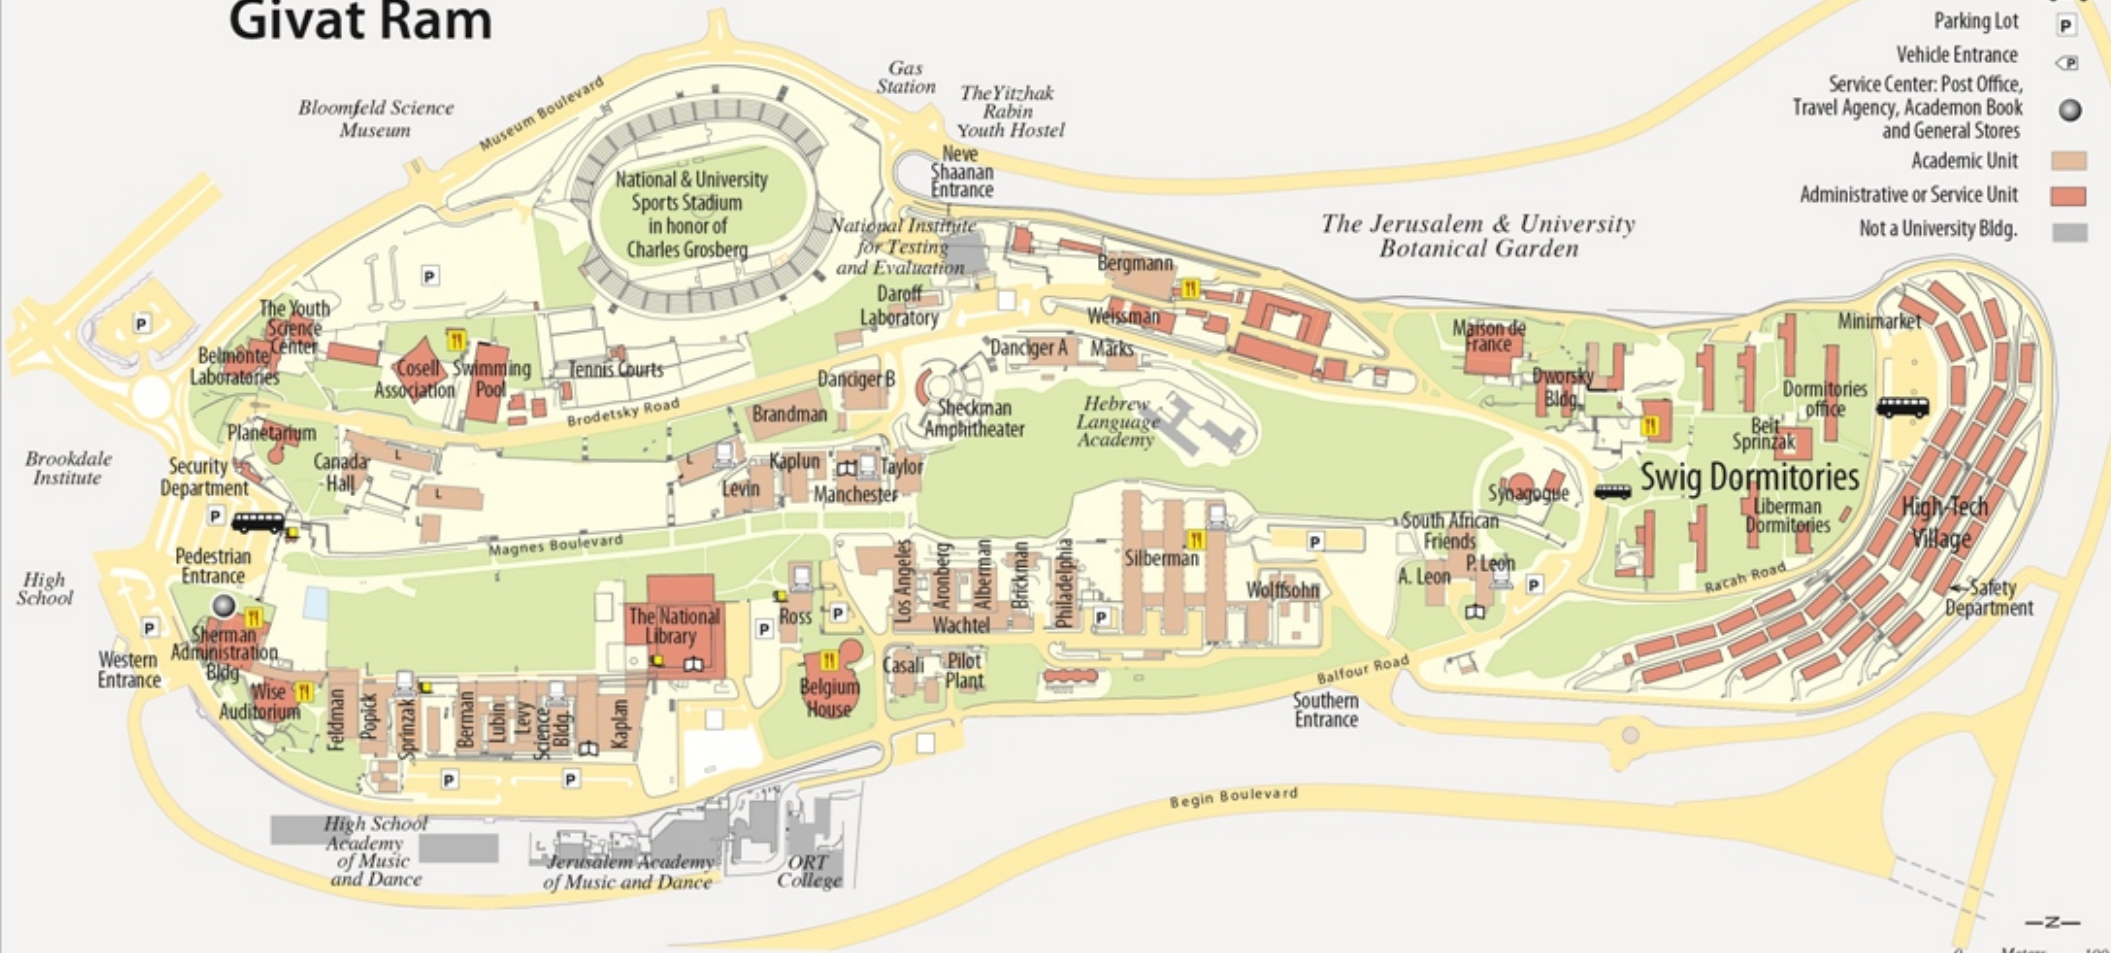 Givat Ram
Parking Lot
P
Vehicle Entrance
P
Service Center: Post Office,
Travel Agency, Academon Book
and General Stores
Academic Unit
Administrative or Service Unit
Not a University Bldg.
Gas
Station
TheYitzhak
Rabin
Youth Hostel
Bloomfeld Science
Museum
Museum Boulevard
Neve
Shaanan
Entrance
National & University
Sports Stadium
in honor of
Charles Grosberg
National Institute
for Testing
and Evaluation
The Jerusalem & University
Botanical Garden
Bergmann
P
P
Daroff
Laboratory
The Youth
Science
Center
Belmonte
Laboratories
Cosell
Association
Swimming
Pool
Tennis Courts
Weissman
Danciger A
Marks
Maison de
France
Minimarket
Dworsky
Bldg.
Dormitories
office
Danciger B
Brodetsky Road
Brandman
Sheckman
Amphitheater
Hebrew
Language
Academy
Beit
Sprinzak
Planetarium
Brookdale
Institute
Security
Department
Canada
Hall
L
L
L
Kaplun
Taylor
Levin
Manchester
Swig Dormitories
Synagogue
Liberman
Dormitories
High-Tech
Village
P
Magnes Boulevard
South African
Friends
P
Pedestrian
Entrance
High
School
Los Angeles
Aronberg
Alberman
Brickman
Philadelphia
Silberman
Wolffsohn
A. Leon
P. Leon
P
Racah Road
Safety
Department
P
Sherman
Administration
Bldg
The National
Library
Ross
P
P
P
Wachtel
Western
Entrance
Wise
Auditorium
Casali
Pilot
Plant
Belgium
House
Balfour Road
Southern
Entrance
Feldman
Popick
Sprinzak
Berman
Lubin
Levy
Science
Bldg.
Kaplan
P
P
Begin Boulevard
High School
Academy
of Music
and Dance
Jerusalem Academy
of Music and Dance
ORT
College
N